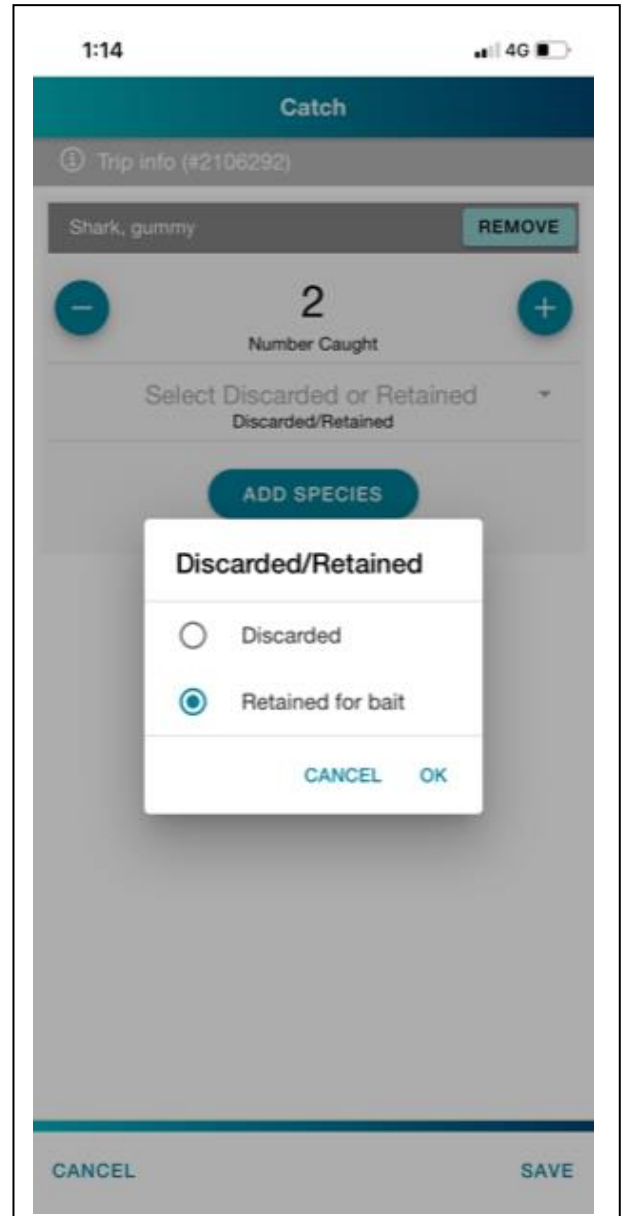 1:14 4G
Catch
Trip info (#2106292)
Shark, gummy REMOVE
2
Number Caught
Select Discarded or Retained
Discarded/Retained
ADD SPECIES
Discarded/Retained
Discarded
Retained for bait
CANCEL OK
CANCEL SAVE